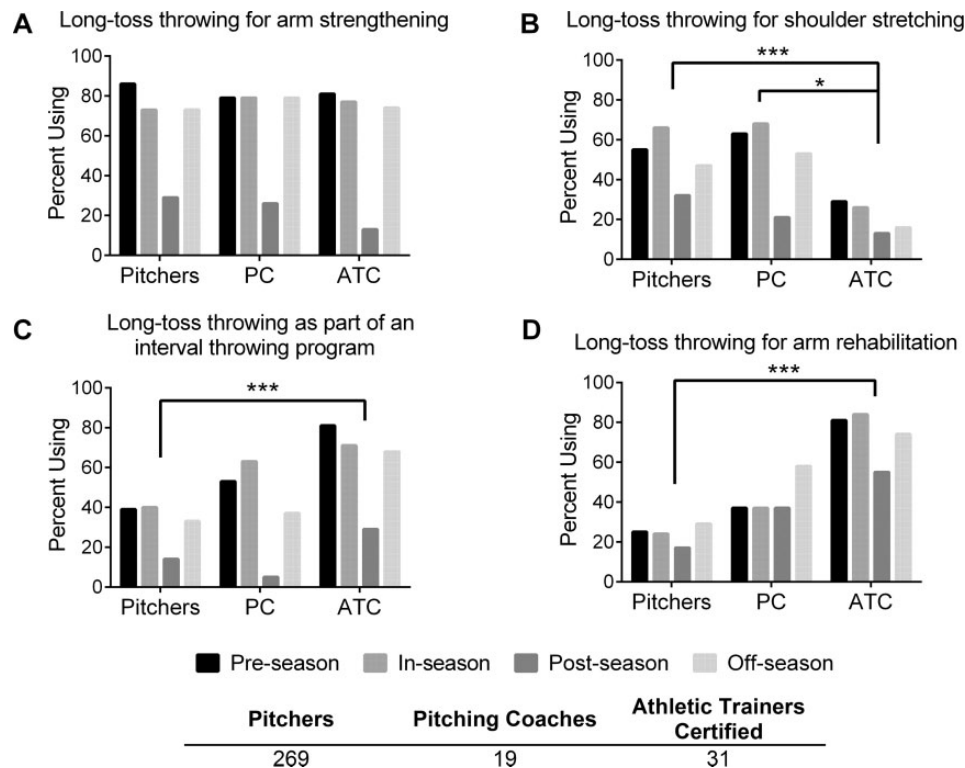 A Long-toss throwing for arm strengthening
Percent Using
100
80
60
40
20
0
Pitchers PC ATC
B Long-toss throwing for shoulder stretching
Percent Using
100
80
60
40
20
0
***
*
Pitchers PC ATC
C Long-toss throwing as part of an
interval throwing program
Percent Using
100
80
60
40
20
0
***
Pitchers PC ATC
D Long-toss throwing for arm rehabilitation
Percent Using
100
80
60
40
20
0
***
Pitchers PC ATC
Pre-season In-season Post-season Off-season
Pitchers Pitching Coaches Athletic Trainers
Certified
269 19 31